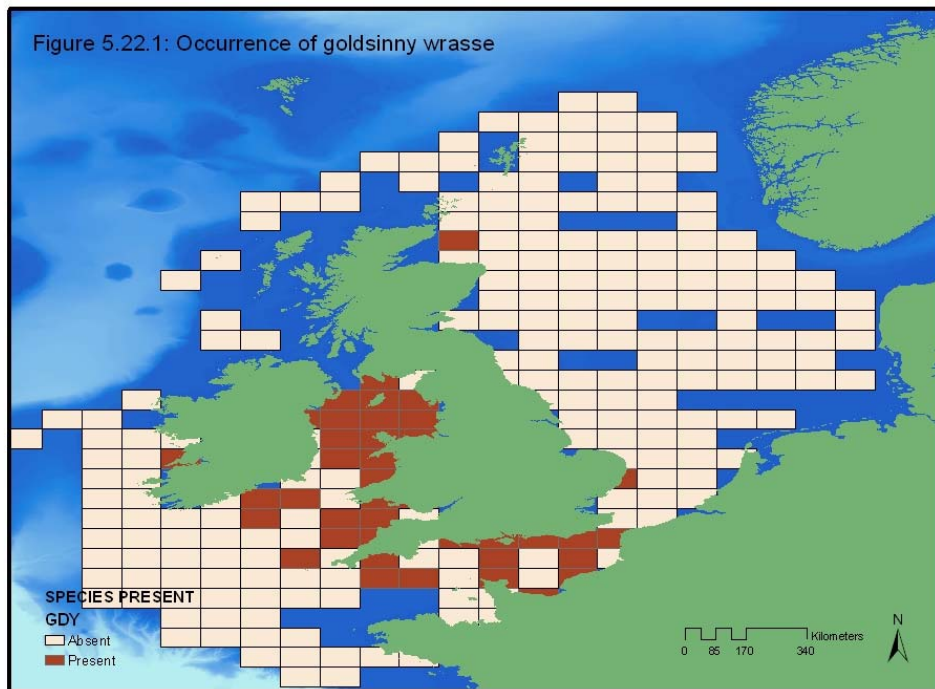 Figure 5.22.1: Occurrence of goldsinny wrasse
SPECIES PRESENT
GDY
Absent
Present
N
Kilometers
0 85 170 340